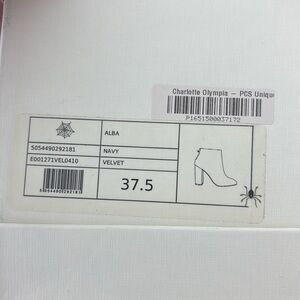 Charlotte Olympia – PCS Uniqu
P1651500037172
ALBA
5054490292181
NAVY
E001271VEL0410
VELVET
37.5
5054490292181